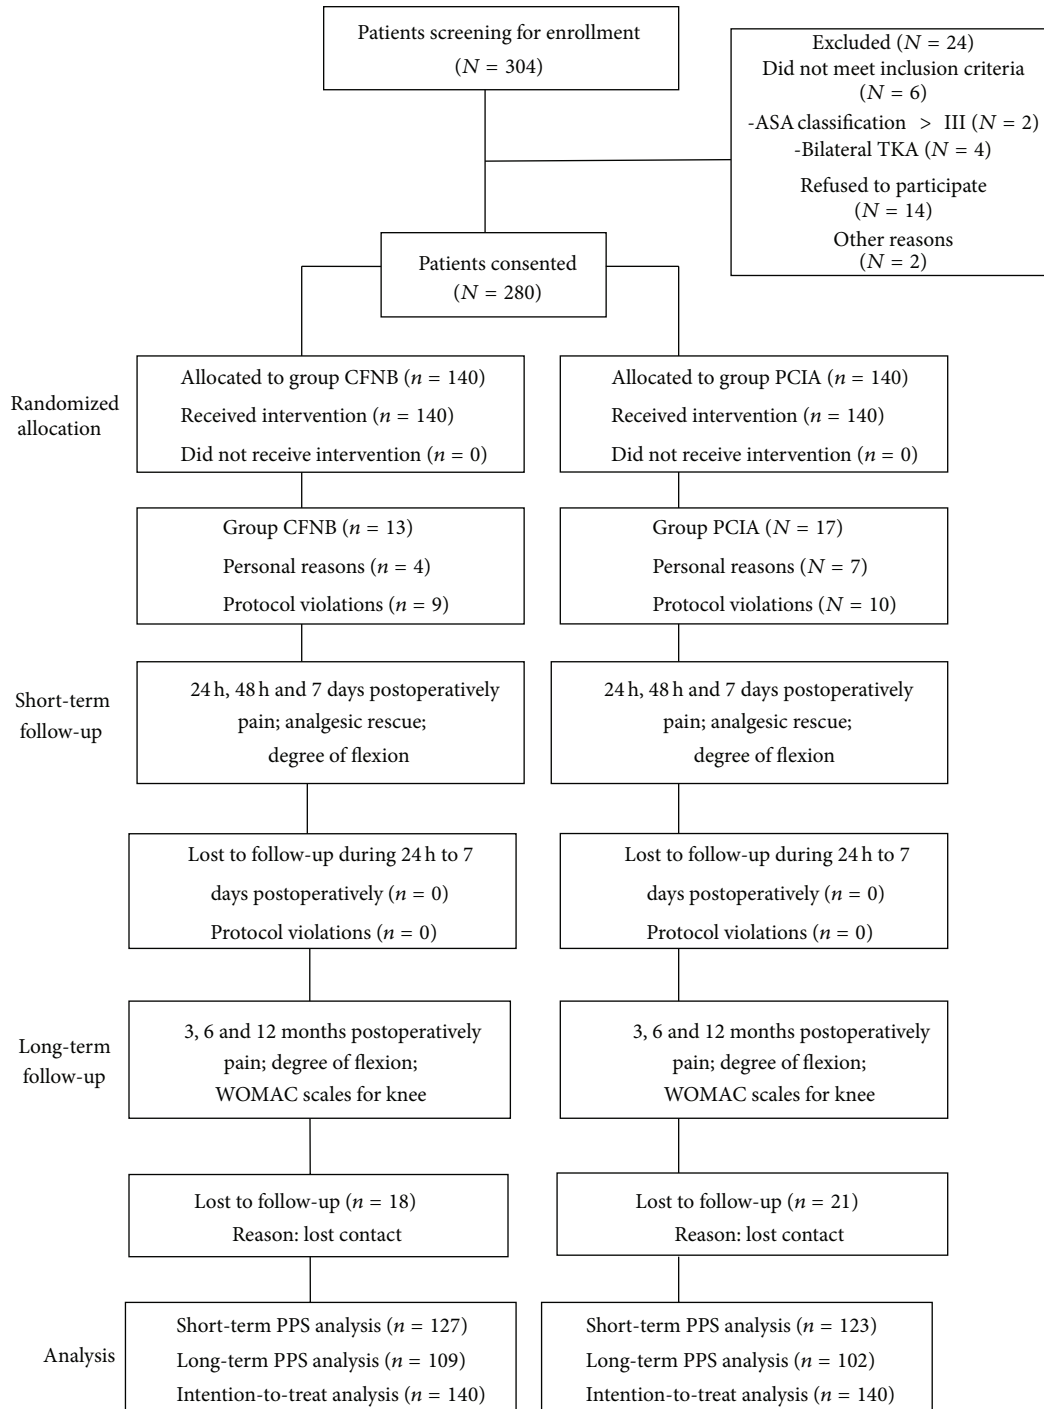 Patients screening for enrollment
(N = 304)
Excluded (N = 24)
Did not meet inclusion criteria
(N = 6)
-ASA classification > III (N = 2)
-Bilateral TKA (N = 4)
Refused to participate
(N = 14)
Other reasons
(N = 2)
Patients consented
(N = 280)
Randomized
allocation
Allocated to group CFNB (n = 140)
Received intervention (n = 140)
Did not receive intervention (n = 0)
Allocated to group PCIA (n = 140)
Received intervention (n = 140)
Did not receive intervention (n = 0)
Group CFNB (n = 13)
Personal reasons (n = 4)
Protocol violations (n = 9)
Group PCIA (N = 17)
Personal reasons (N = 7)
Protocol violations (N = 10)
Short-term
follow-up
24 h, 48 h and 7 days postoperatively
pain; analgesic rescue;
degree of flexion
24 h, 48 h and 7 days postoperatively
pain; analgesic rescue;
degree of flexion
Lost to follow-up during 24 h to 7
days postoperatively (n = 0)
Protocol violations (n = 0)
Lost to follow-up during 24 h to 7
days postoperatively (n = 0)
Protocol violations (n = 0)
Long-term
follow-up
3, 6 and 12 months postoperatively
pain; degree of flexion;
WOMAC scales for knee
3, 6 and 12 months postoperatively
pain; degree of flexion;
WOMAC scales for knee
Lost to follow-up (n = 18)
Reason: lost contact
Lost to follow-up (n = 21)
Reason: lost contact
Analysis
Short-term PPS analysis (n = 127)
Long-term PPS analysis (n = 109)
Intention-to-treat analysis (n = 140)
Short-term PPS analysis (n = 123)
Long-term PPS analysis (n = 102)
Intention-to-treat analysis (n = 140)